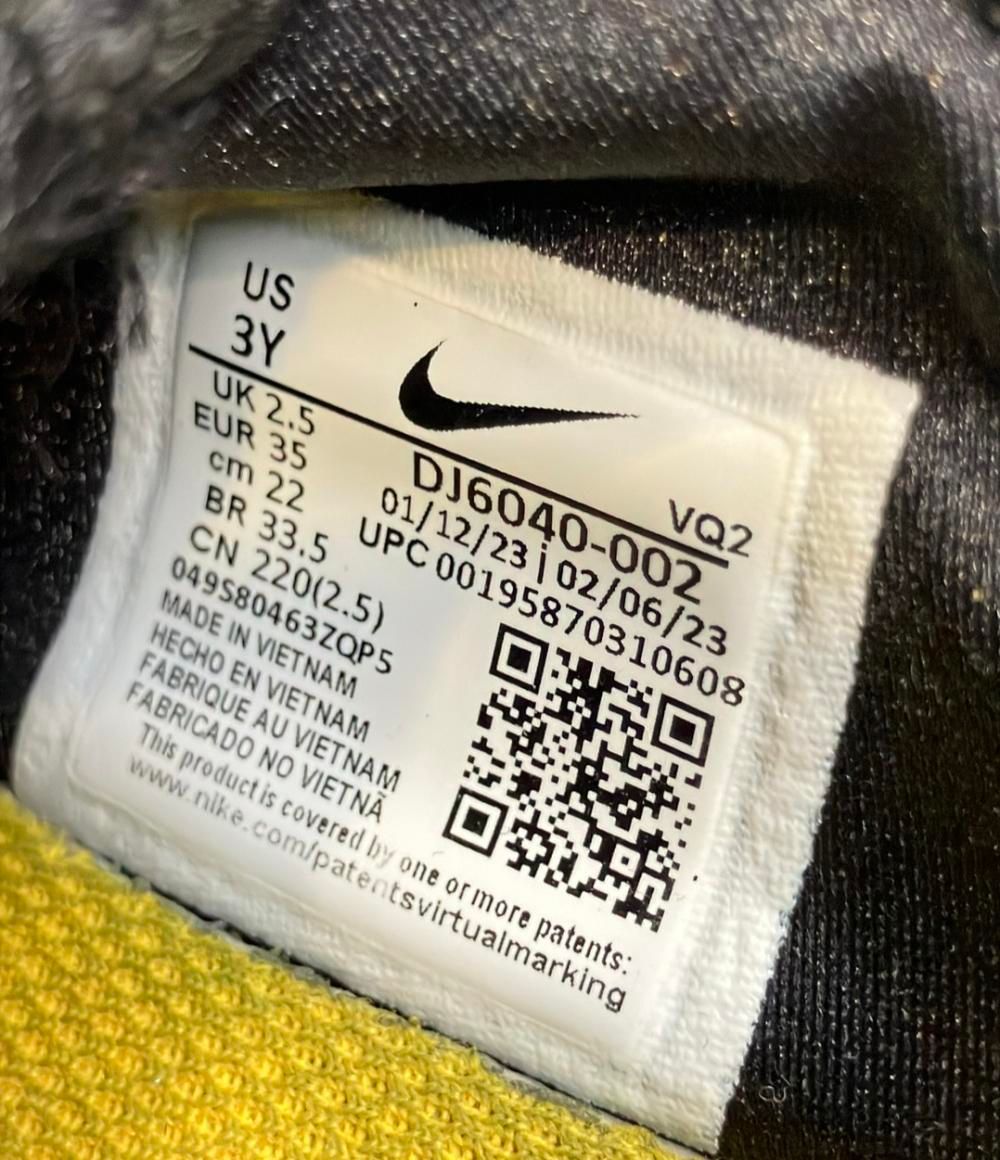 US
3Y
UK 2.5
EUR 35
cm 22
BR 33.5
CN 220(2.5)
049S80463ZQP5
MADE IN VIETNAM
HECHO EN VIETNAM
FABRIQUE AU VIETNAM
FABRICADO NO VIETNÃ
VQ2
DJ6040-002
01/12/23 | 02/06/23
UPC 00195870310608
This product is covered by one or more patents:
www.nike.com/patentsvirtualmarking